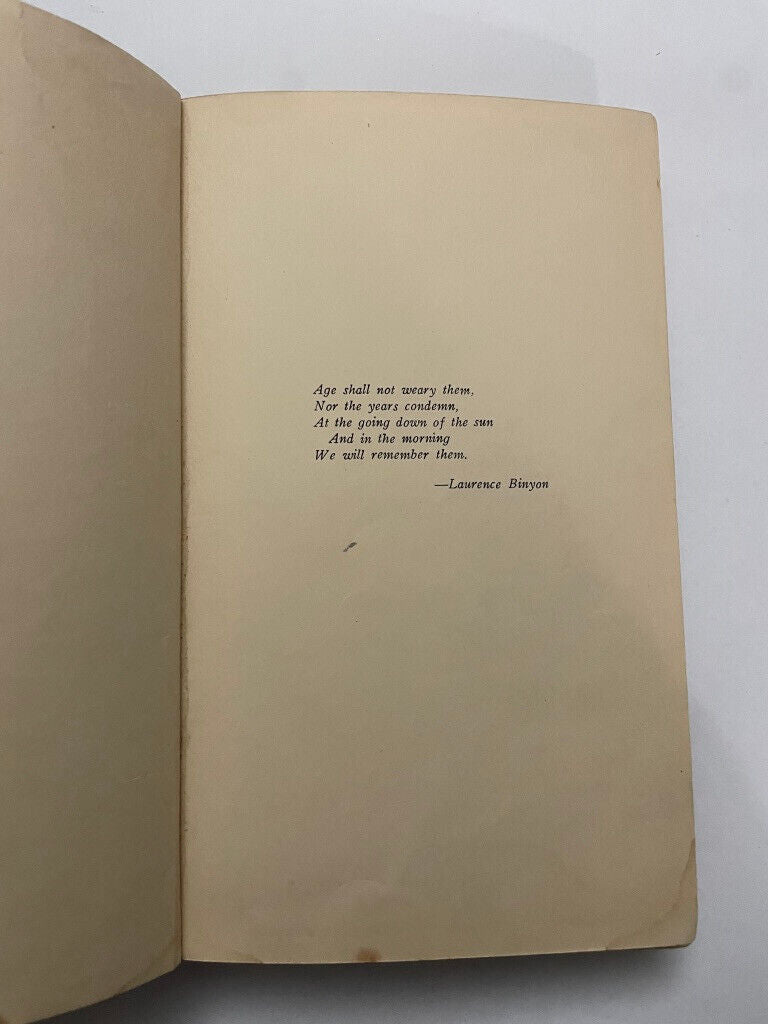 Age shall not weary them,
Nor the years condemn,
At the going down of the sun
And in the morning
We will remember them.
—Laurence Binyon